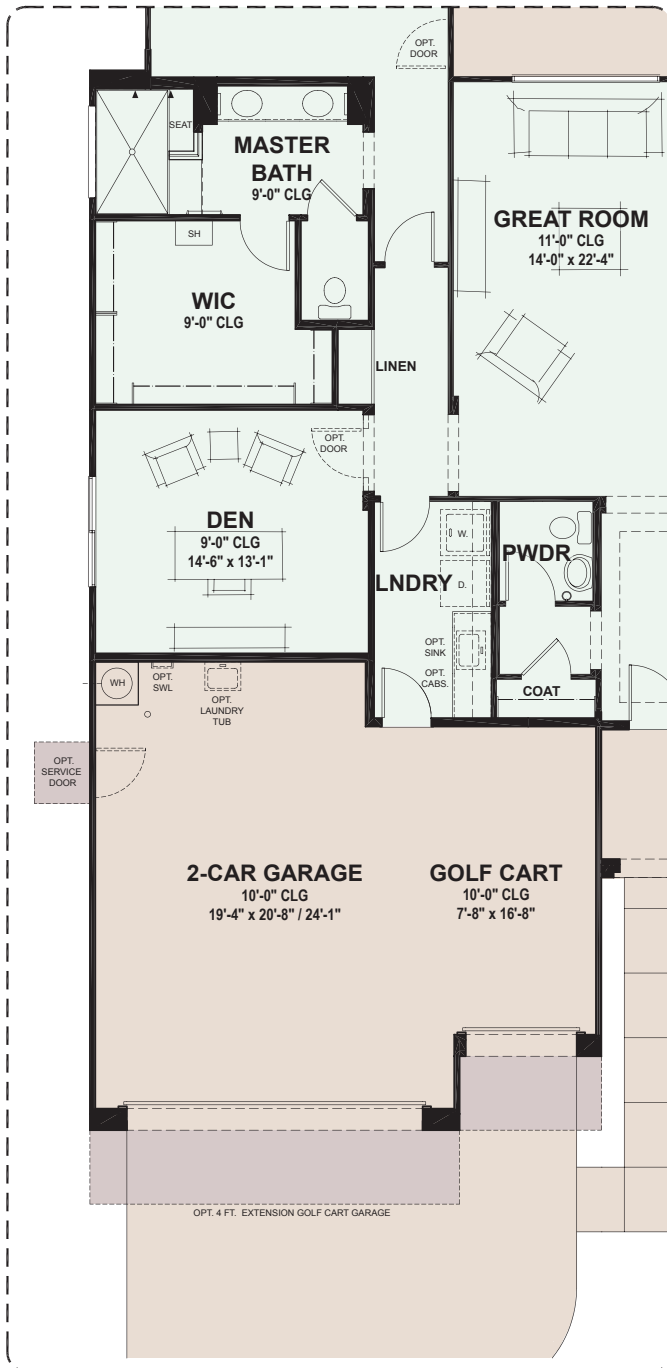 OPT.
DOOR
SEAT
MASTER
BATH
9'-0" CLG
GREAT ROOM
11'-0" CLG
14'-0" x 22'-4"
SH
WIC
9'-0" CLG
LINEN
OPT.
DOOR
DEN
9'-0" CLG
14'-6" x 13'-1"
W.
PWDR
LNDRY
D.
OPT.
SINK
OPT.
CABS.
COAT
WH
OPT.
SWL
OPT.
LAUNDRY
TUB
OPT.
SERVICE
DOOR
2-CAR GARAGE
10'-0" CLG
19'-4" x 20'-8" / 24'-1"
GOLF CART
10'-0" CLG
7'-8" x 16'-8"
OPT. 4 FT. EXTENSION GOLF CART GARAGE